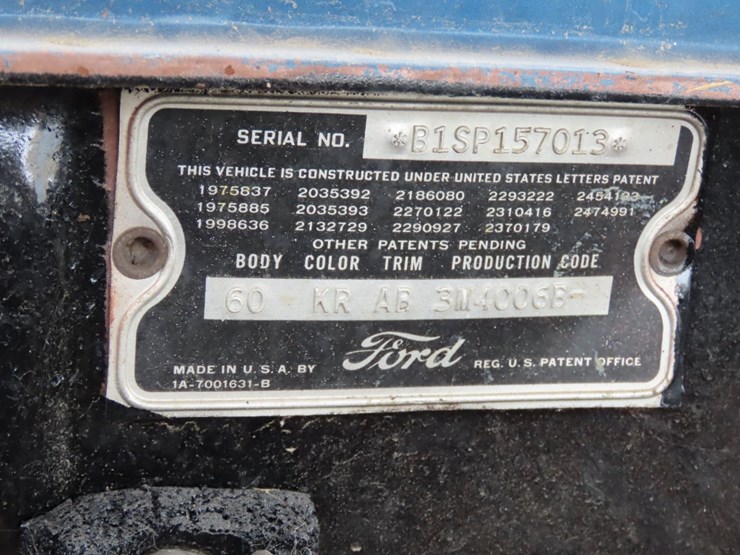 SERIAL NO. *B1SP157013*
THIS VEHICLE IS CONSTRUCTED UNDER UNITED STATES LETTERS PATENT
1975837 2035392 2186080 2293222
1975885 2035393 2270122 2310416 2474991
1998636 2132729 2290927 2370179
OTHER PATENTS PENDING
BODY COLOR TRIM PRODUCTION CODE
60 KR AB 3M4006B-
Ford
MADE IN U.S.A. BY REG. U.S. PATENT OFFICE
1A-7001631-B